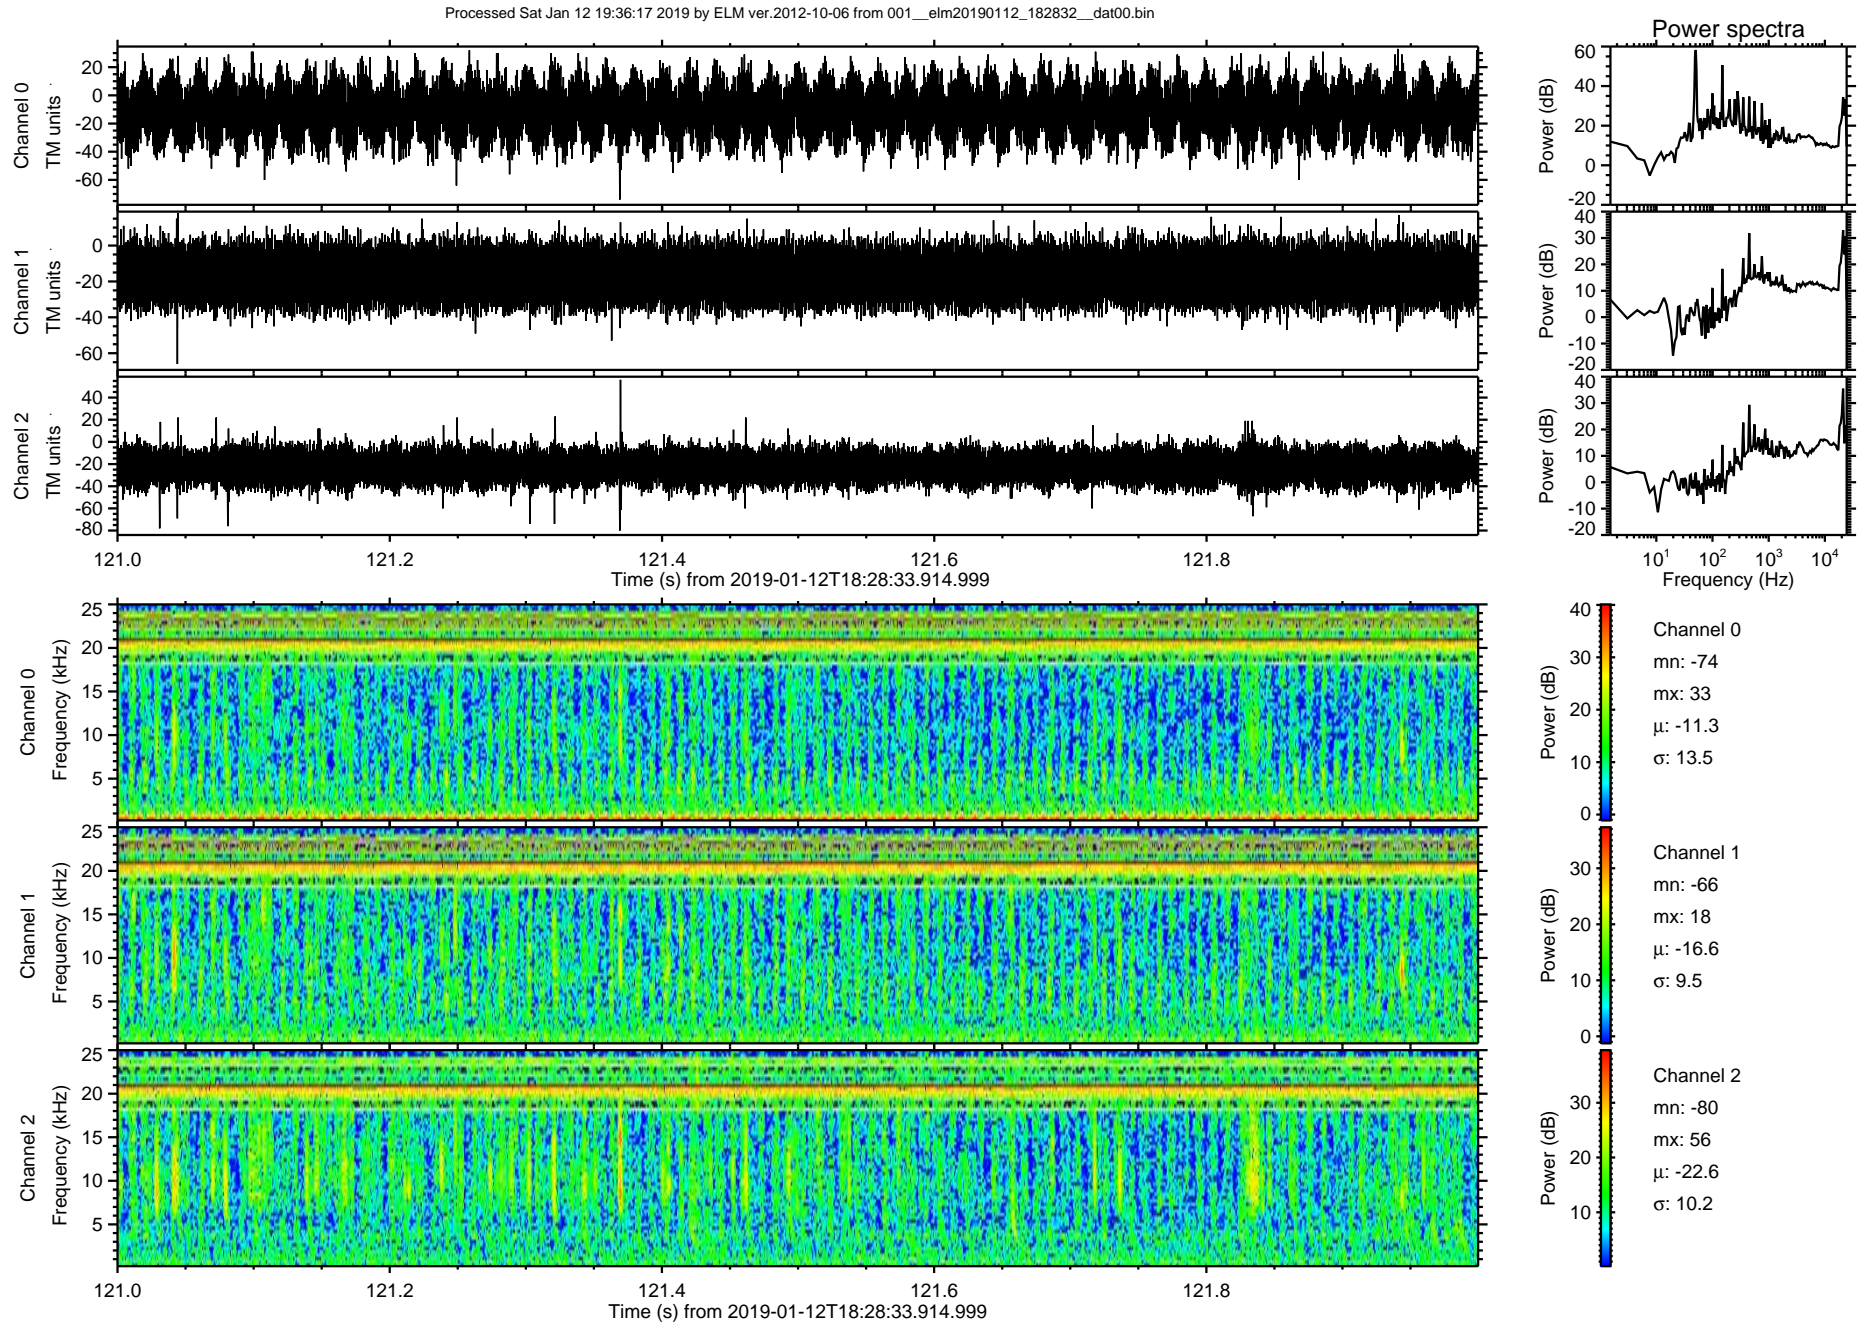 Processed Sat Jan 12 19:36:17 2019 by ELM ver.2012-10-06 from 001__elm20190112_182832__dat00.bin
Power spectra
Channel 0
TM units
20
0
-20
-40
-60
Power (dB)
60
40
20
0
-20
Channel 1
TM units
0
-20
-40
-60
Power (dB)
40
30
20
10
0
-10
-20
Channel 2
TM units
40
20
0
-20
-40
-60
-80
Power (dB)
40
30
20
10
0
-10
-20
121.0 121.2 121.4 121.6 121.8
Time (s) from 2019-01-12T18:28:33.914.999
10^1 10^2 10^3 10^4
Frequency (Hz)
Channel 0
Frequency (kHz)
25
20
15
10
5
Power (dB)
40
30
20
10
0
Channel 0
mn: -74
mx: 33
μ: -11.3
σ: 13.5
Channel 1
Frequency (kHz)
25
20
15
10
5
Power (dB)
30
20
10
0
Channel 1
mn: -66
mx: 18
μ: -16.6
σ: 9.5
Channel 2
Frequency (kHz)
25
20
15
10
5
Power (dB)
30
20
10
Channel 2
mn: -80
mx: 56
μ: -22.6
σ: 10.2
121.0 121.2 121.4 121.6 121.8
Time (s) from 2019-01-12T18:28:33.914.999